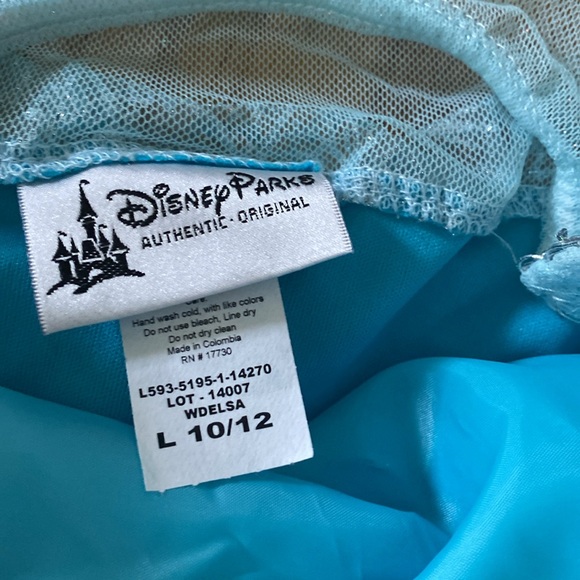 Disney Parks
AUTHENTIC · ORIGINAL
Care:
Hand wash cold, with like colors
Do not use bleach, Line dry
Do not dry clean
Made in Colombia
RN # 17730
L593-5195-1-14270
LOT - 14007
WDELSA
L 10/12